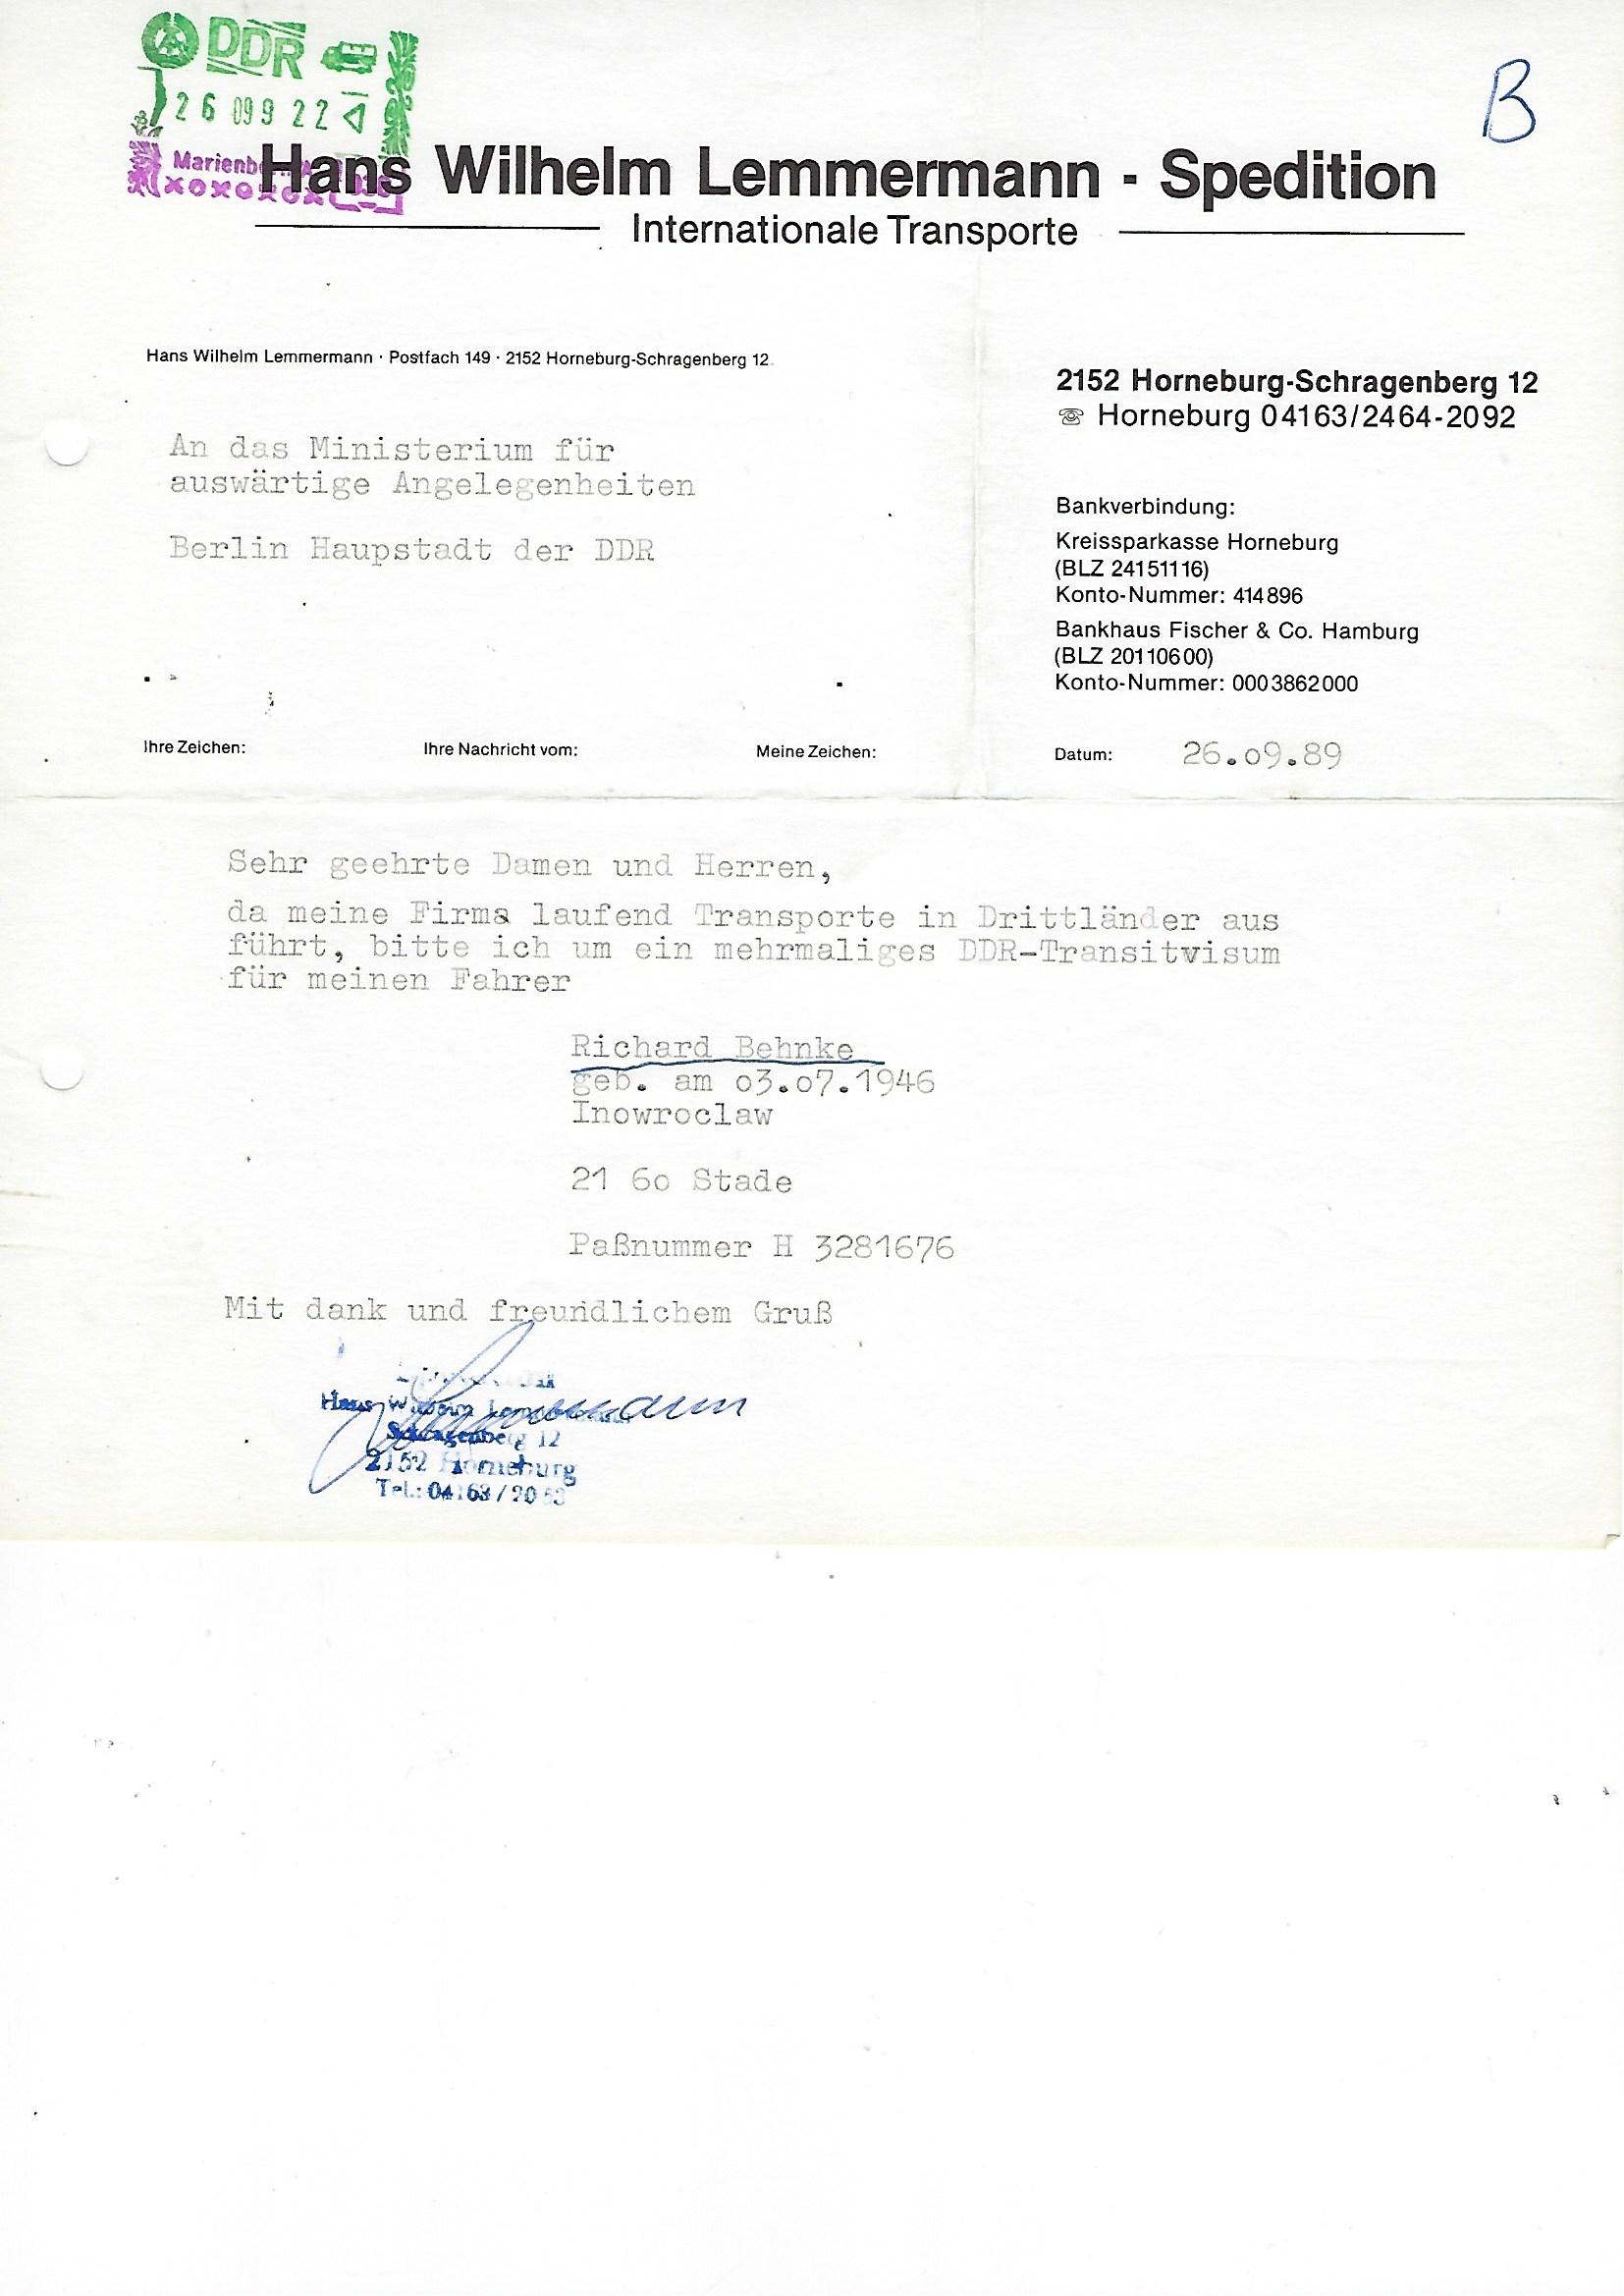 DDR
26 09 9 22
B
Hans Wilhelm Lemmermann - Spedition
Internationale Transporte
Hans Wilhelm Lemmermann · Postfach 149 · 2152 Horneburg-Schragenberg 12
2152 Horneburg-Schragenberg 12
☎ Horneburg 04163/2464-2092
An das Ministerium für
auswärtige Angelegenheiten
Berlin Haupstadt der DDR
Bankverbindung:
Kreissparkasse Horneburg
(BLZ 24151116)
Konto-Nummer: 414896
Bankhaus Fischer & Co. Hamburg
(BLZ 20110600)
Konto-Nummer: 0003862000
Ihre Zeichen:
Ihre Nachricht vom:
Meine Zeichen:
Datum: 26.o9.89
Sehr geehrte Damen und Herren,
da meine Firma laufend Transporte in Drittländer aus
führt, bitte ich um ein mehrmaliges DDR-Transitvisum
für meinen Fahrer
Richard Behnke
geb. am o3.o7.1946
Inowroclaw
21 6o Stade
Paßnummer H 3281676
Mit dank und freundlichem Gruß
Hans Wilhelm Lemmermann
Schragenberg 12
2152 Horneburg
Tel.: 04163/20